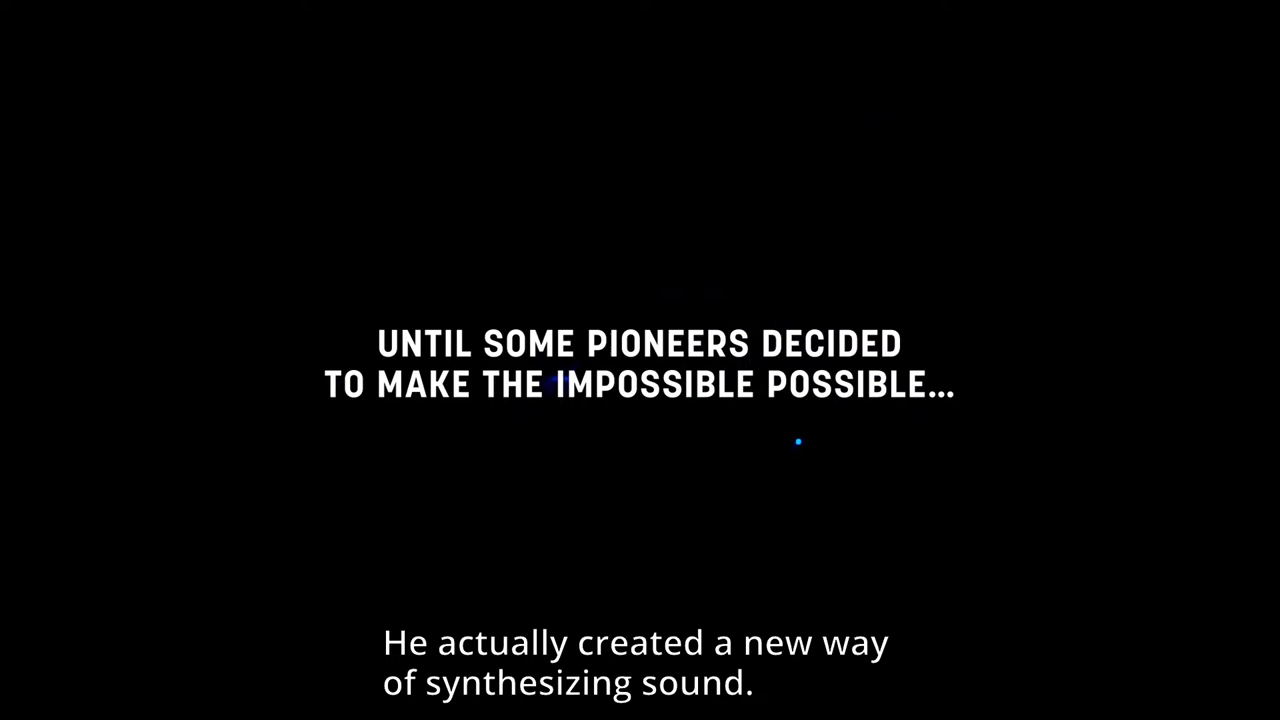 UNTIL SOME PIONEERS DECIDED
TO MAKE THE IMPOSSIBLE POSSIBLE...
He actually created a new way
of synthesizing sound.